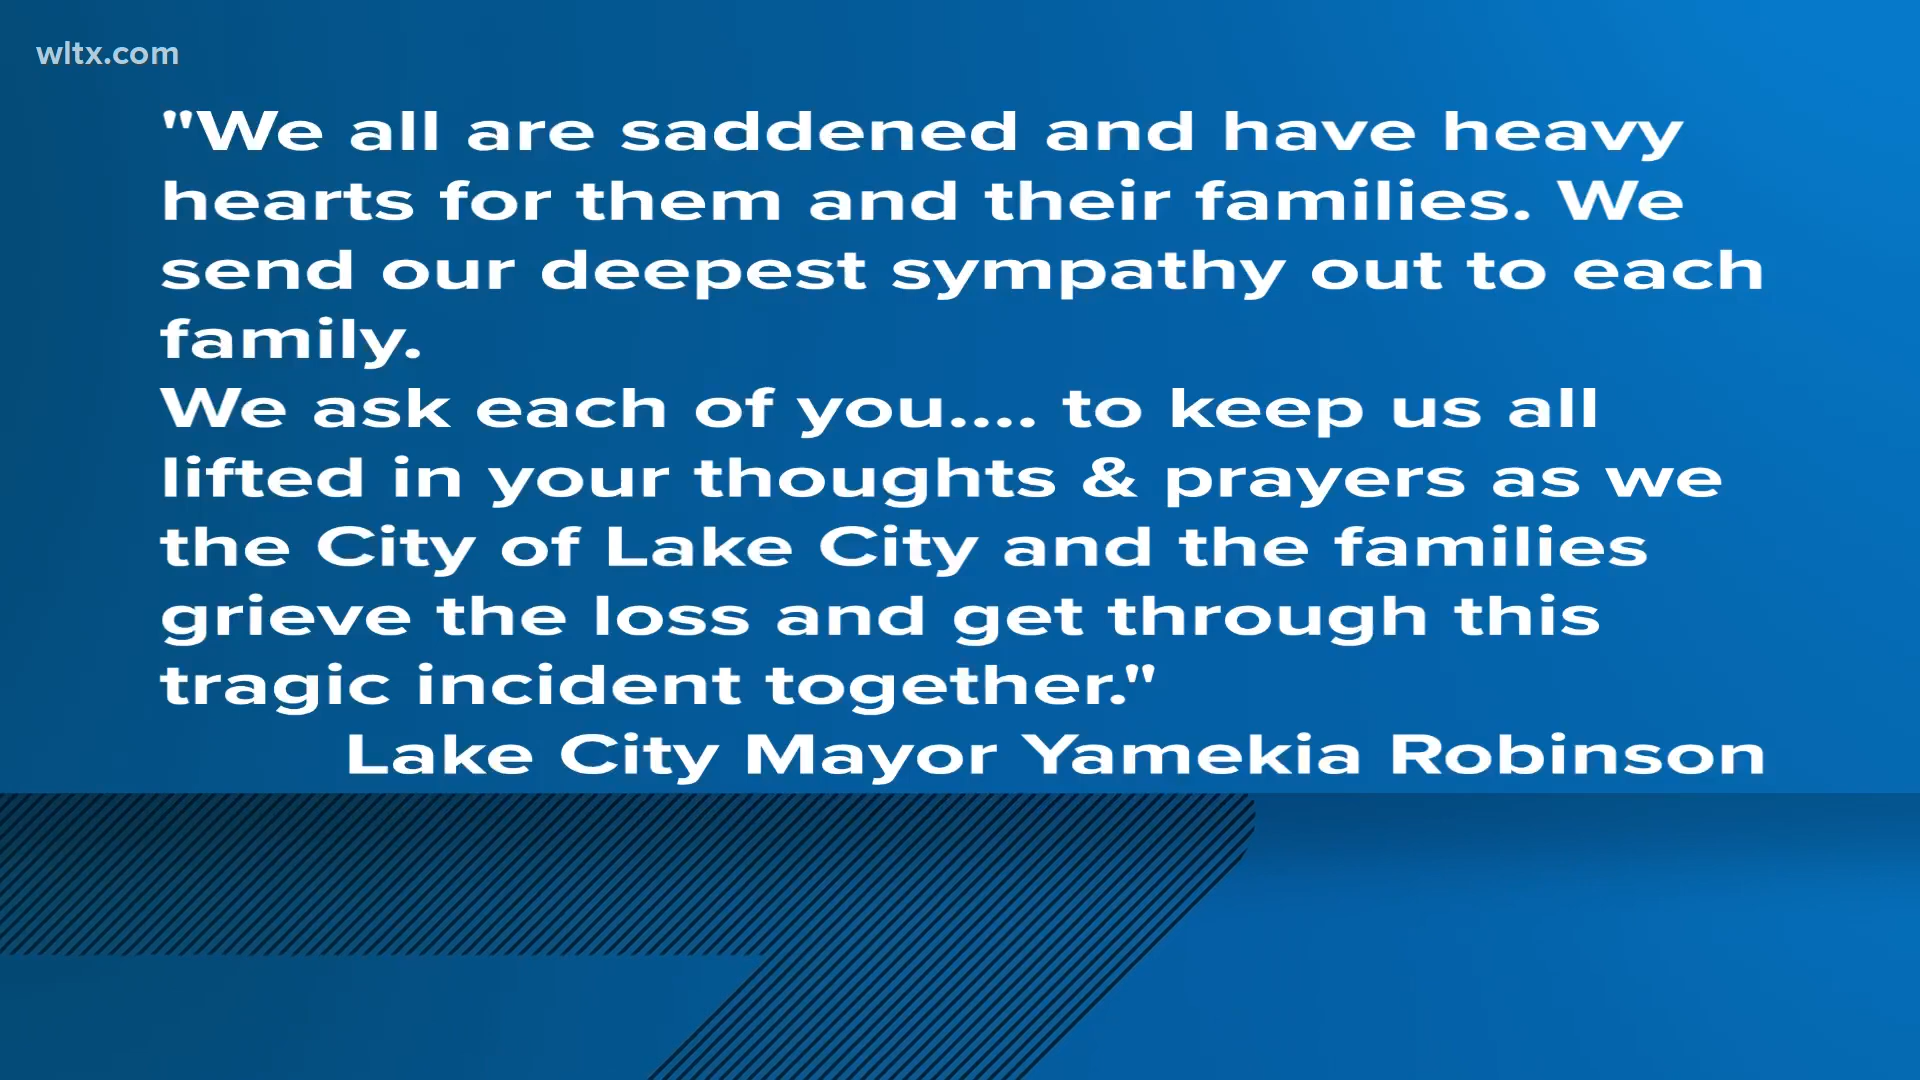 wltx.com
"We all are saddened and have heavy
hearts for them and their families. We
send our deepest sympathy out to each
family.
We ask each of you.... to keep us all
lifted in your thoughts & prayers as we
the City of Lake City and the families
grieve the loss and get through this
tragic incident together."
Lake City Mayor Yamekia Robinson